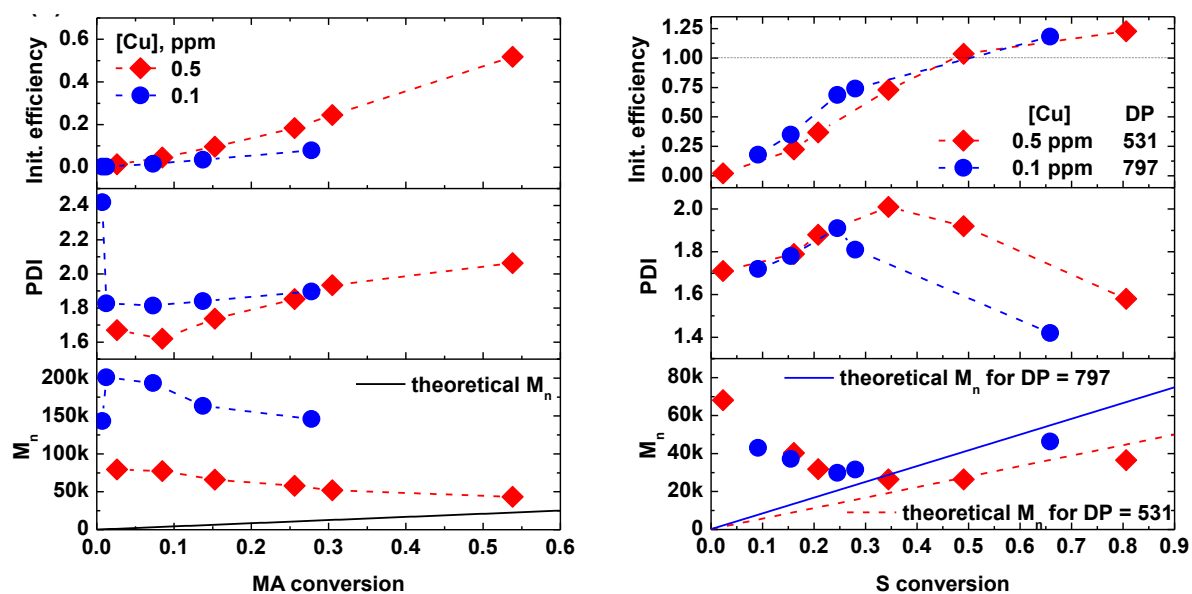 [Cu], ppm
0.5
0.1
Init. efficiency
0.6
0.4
0.2
0.0
PDI
2.4
2.2
2.0
1.8
1.6
theoretical Mn
Mn
200k
150k
100k
50k
0
0.0 0.1 0.2 0.3 0.4 0.5 0.6
MA conversion
Init. efficiency
1.25
1.00
0.75
0.50
0.25
0.00
[Cu] DP
0.5 ppm 531
0.1 ppm 797
PDI
2.0
1.8
1.6
1.4
Mn
80k
60k
40k
20k
0
theoretical Mn for DP = 797
theoretical Mn for DP = 531
0.0 0.1 0.2 0.3 0.4 0.5 0.6 0.7 0.8 0.9
S conversion